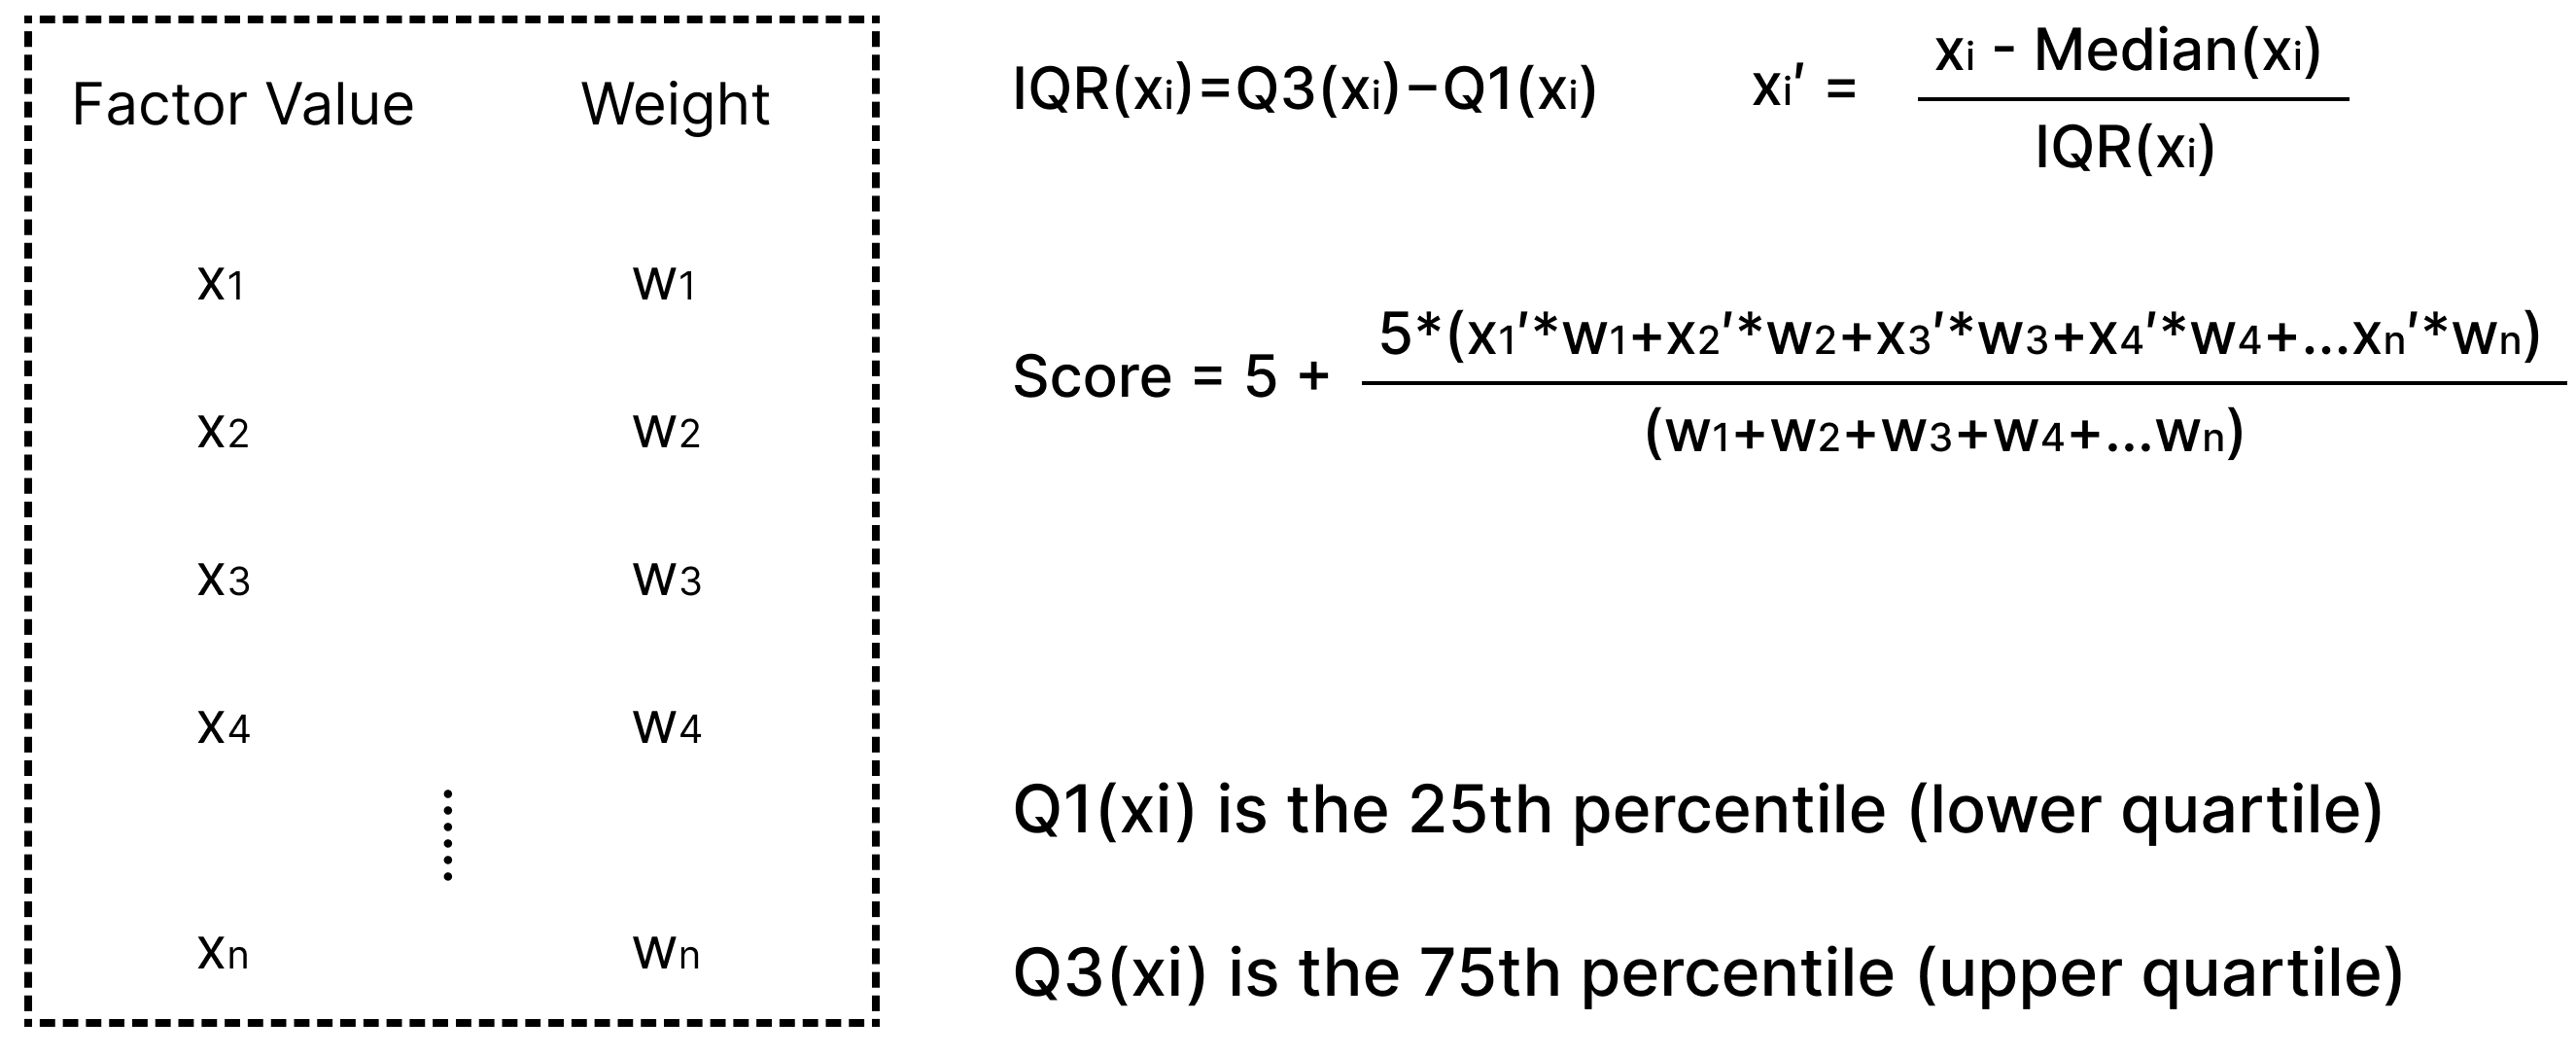 Factor Value Weight
x1 w1
x2 w2
x3 w3
x4 w4
xn wn
IQR(xi)=Q3(xi)−Q1(xi)
xi′ =
xi - Median(xi)
IQR(xi)
Score = 5 +
5*(x1′*w1+x2′*w2+x3′*w3+x4′*w4+...xn′*wn)
(w1+w2+w3+w4+...wn)
Q1(xi) is the 25th percentile (lower quartile)
Q3(xi) is the 75th percentile (upper quartile)